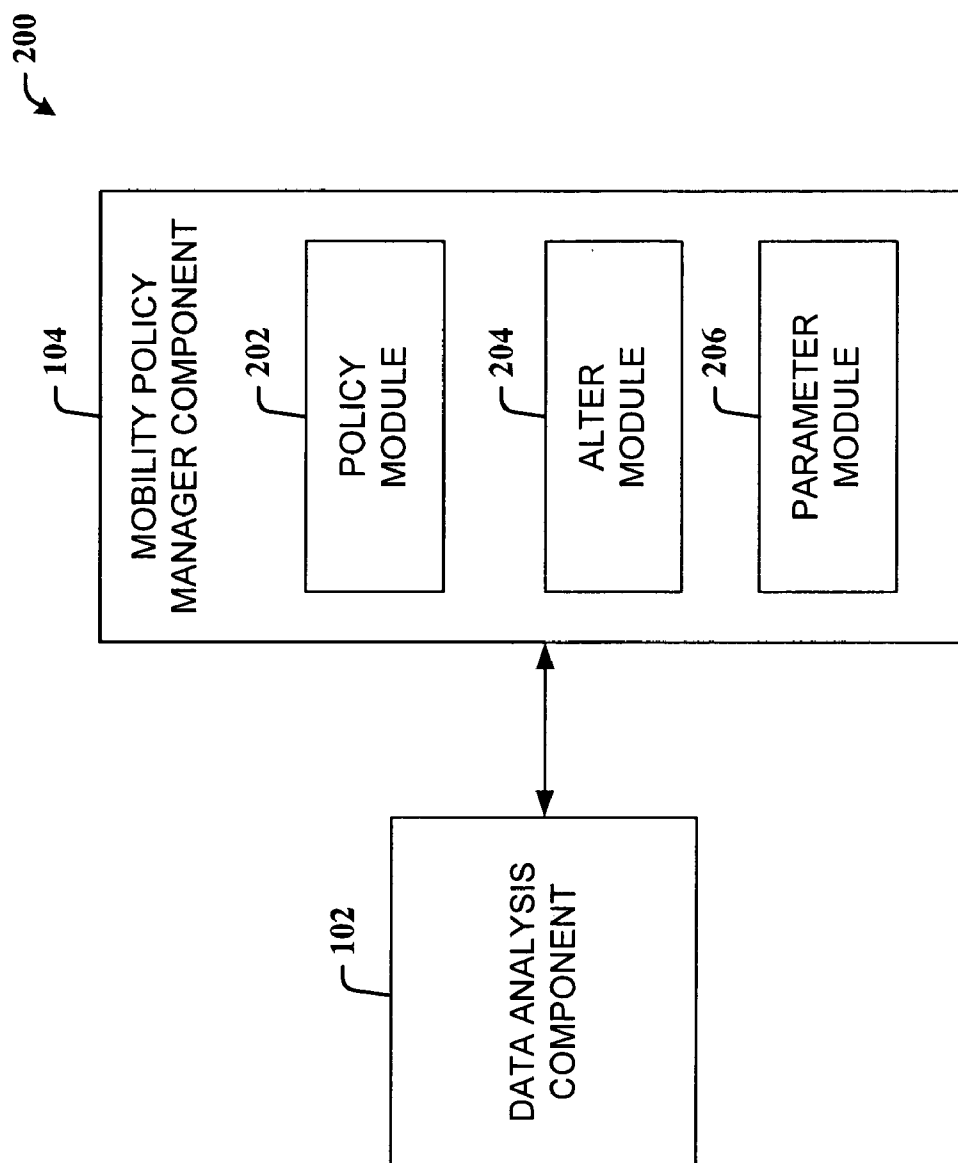 200
104
MOBILITY POLICY
MANAGER COMPONENT
202
POLICY
MODULE
204
ALTER
MODULE
206
PARAMETER
MODULE
102
DATA ANALYSIS
COMPONENT